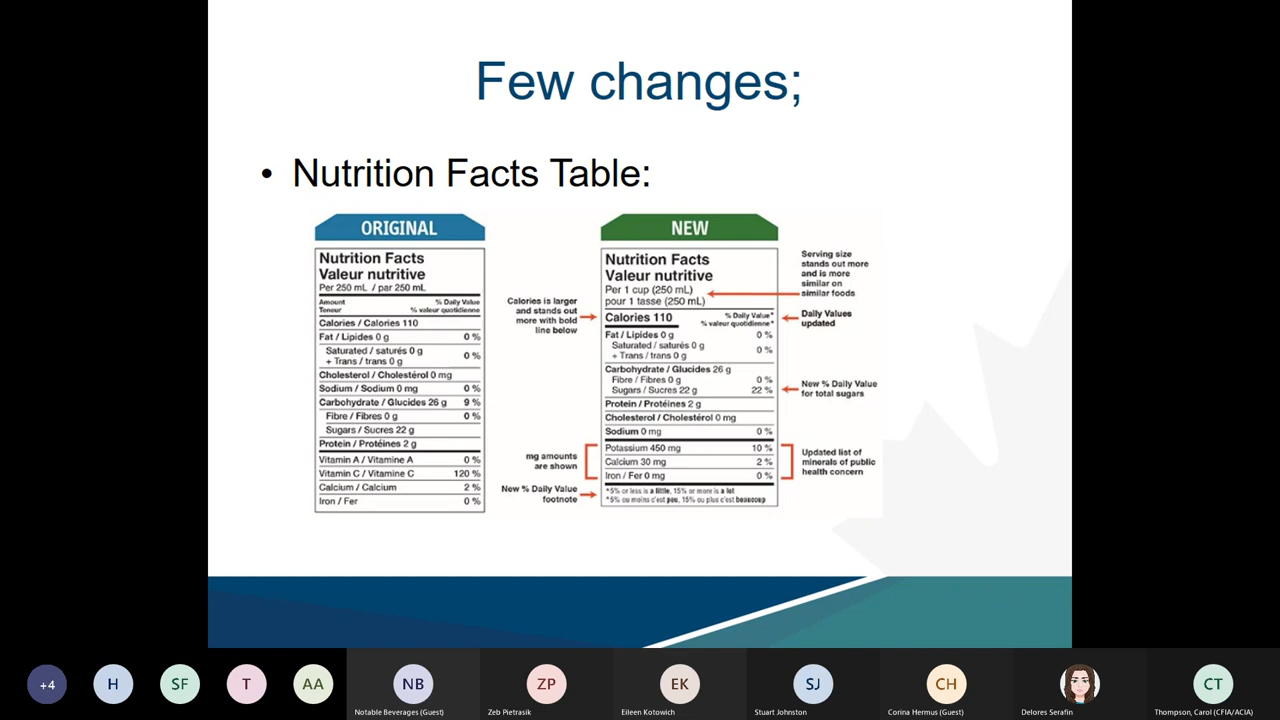 Few changes;
• Nutrition Facts Table:
ORIGINAL
Nutrition Facts
Valeur nutritive
Per 250 mL / par 250 mL
Amount % Daily Value
Teneur % valeur quotidienne
Calories / Calories 110
Fat / Lipides 0 g 0 %
Saturated / saturés 0 g
+ Trans / trans 0 g 0 %
Cholesterol / Cholestérol 0 mg
Sodium / Sodium 0 mg 0 %
Carbohydrate / Glucides 26 g 9 %
Fibre / Fibres 0 g 0 %
Sugars / Sucres 22 g
Protein / Protéines 2 g
Vitamin A / Vitamine A 0 %
Vitamin C / Vitamine C 120 %
Calcium / Calcium 2 %
Iron / Fer 0 %
Calories is larger
and stands out
more with bold
line below
mg amounts
are shown
New % Daily Value
footnote
NEW
Nutrition Facts
Valeur nutritive
Per 1 cup (250 mL)
pour 1 tasse (250 mL)
Calories 110 % Daily Value*
% valeur quotidienne*
Fat / Lipides 0 g 0 %
Saturated / saturés 0 g
+ Trans / trans 0 g 0 %
Carbohydrate / Glucides 26 g
Fibre / Fibres 0 g 0 %
Sugars / Sucres 22 g 22 %
Protein / Protéines 2 g
Cholesterol / Cholestérol 0 mg
Sodium 0 mg 0 %
Potassium 450 mg 10 %
Calcium 30 mg 2 %
Iron / Fer 0 mg 0 %
*5% or less is a little, 15% or more is a lot
*5% ou moins c'est peu, 15% ou plus c'est beaucoup
Serving size
stands out more
and is more
similar on
similar foods
Daily Values
updated
New % Daily Value
for total sugars
Updated list of
minerals of public
health concern
+4
H
SF
T
AA
NB
ZP
EK
SJ
CH
CT
Notable Beverages (Guest)
Zeb Pietrasik
Eileen Kotowich
Stuart Johnston
Corina Hermus (Guest)
Delores Serafin
Thompson, Carol (CFIA/ACIA)